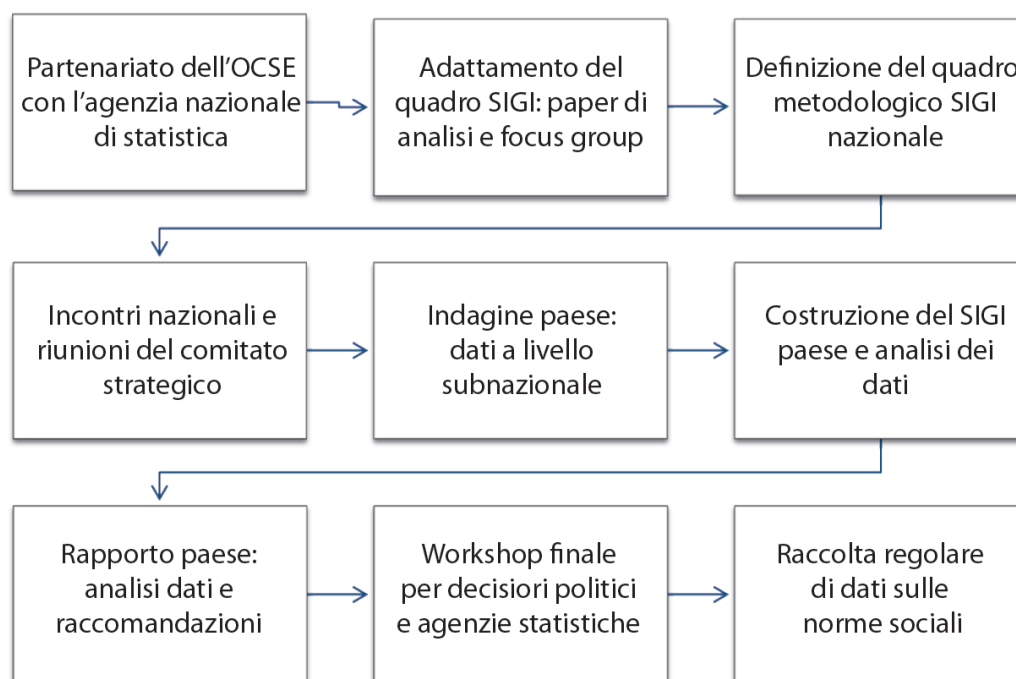 Partenariato dell’OCSE
con l’agenzia nazionale
di statistica
Adattamento del
quadro SIGI: paper di
analisi e focus group
Definizione del quadro
metodologico SIGI
nazionale
Incontri nazionali e
riunioni del comitato
strategico
Indagine paese:
dati a livello
subnazionale
Costruzione del SIGI
paese e analisi dei
dati
Rapporto paese:
analisi dati e
raccomandazioni
Workshop finale
per decisiori politici
e agenzie statistiche
Raccolta regolare
di dati sulle
norme sociali